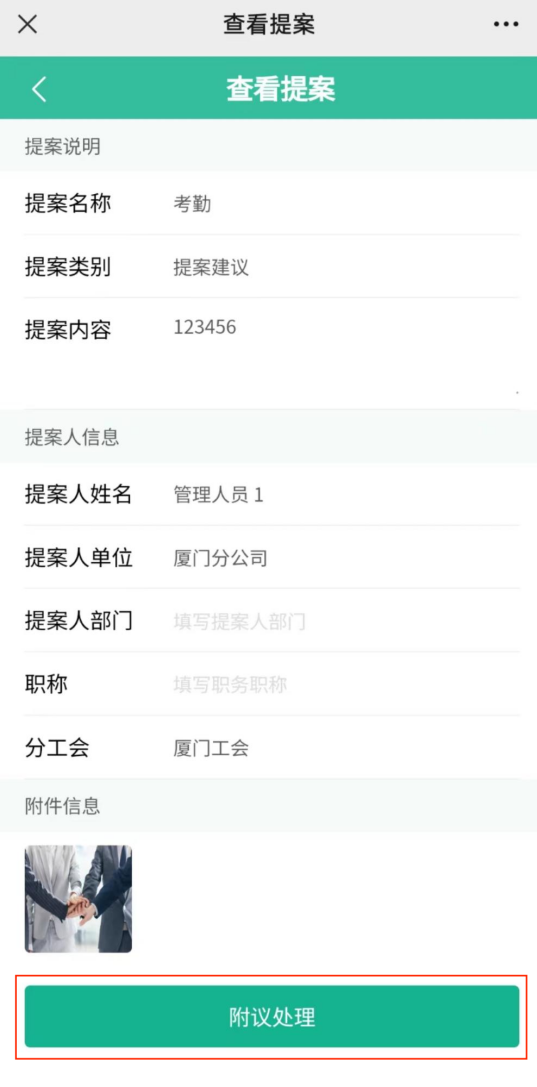 查看提案
查看提案
提案说明
提案名称 考勤
提案类别 提案建议
提案内容 123456
提案人信息
提案人姓名 管理人员 1
提案人单位 厦门分公司
提案人部门 填写提案人部门
职称 填写职务职称
分工会 厦门工会
附件信息
附议处理